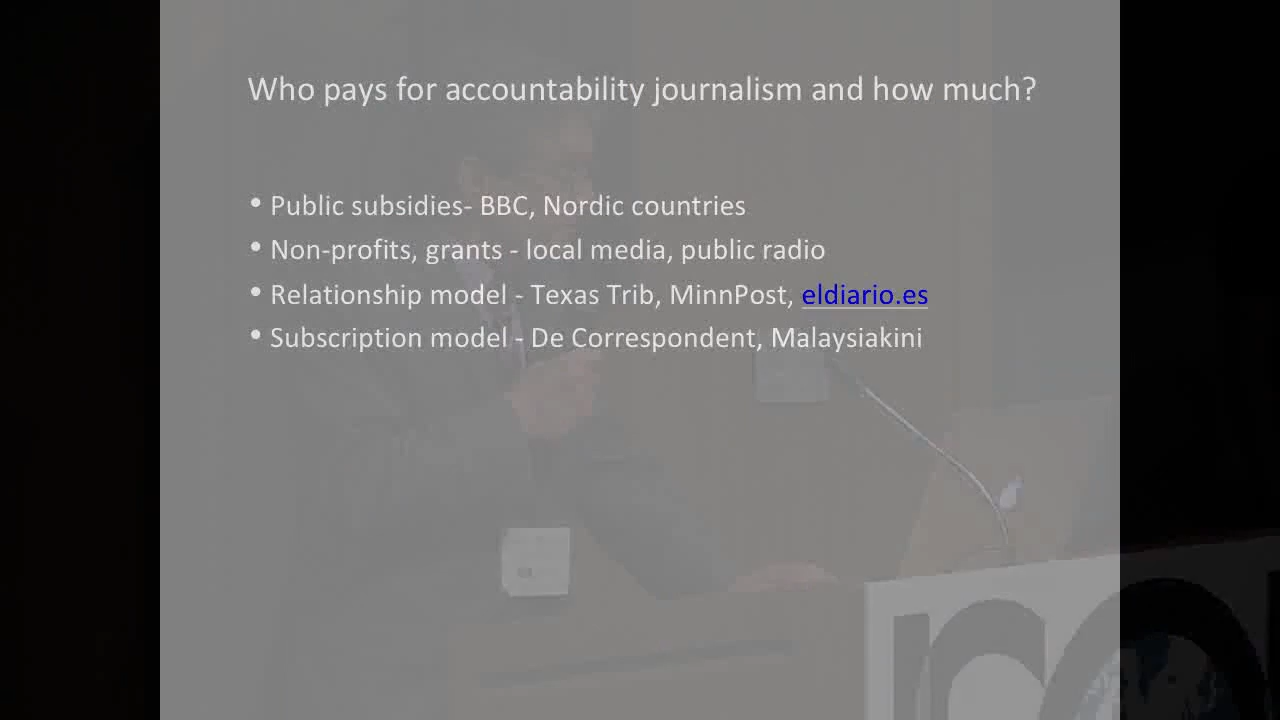 Who pays for accountability journalism and how much?
• Public subsidies- BBC, Nordic countries
• Non-profits, grants - local media, public radio
• Relationship model - Texas Trib, MinnPost, eldiario.es
• Subscription model - De Correspondent, Malaysiakini